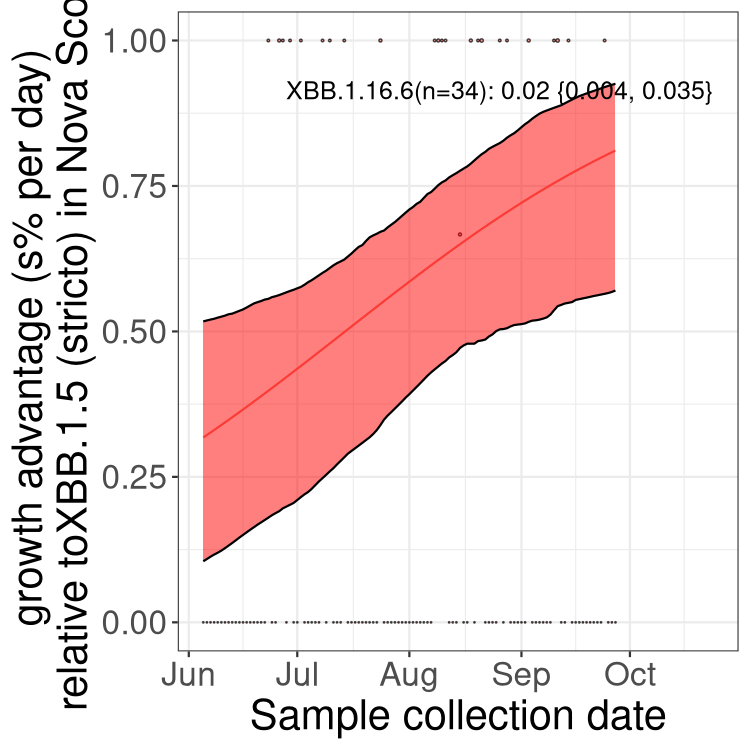 growth advantage (s% per day)
relative toXBB.1.5 (stricto) in Nova Sco
1.00
0.75
0.50
0.25
0.00
XBB.1.16.6(n=34): 0.02 {0.004, 0.035}
Jun Jul Aug Sep Oct
Sample collection date